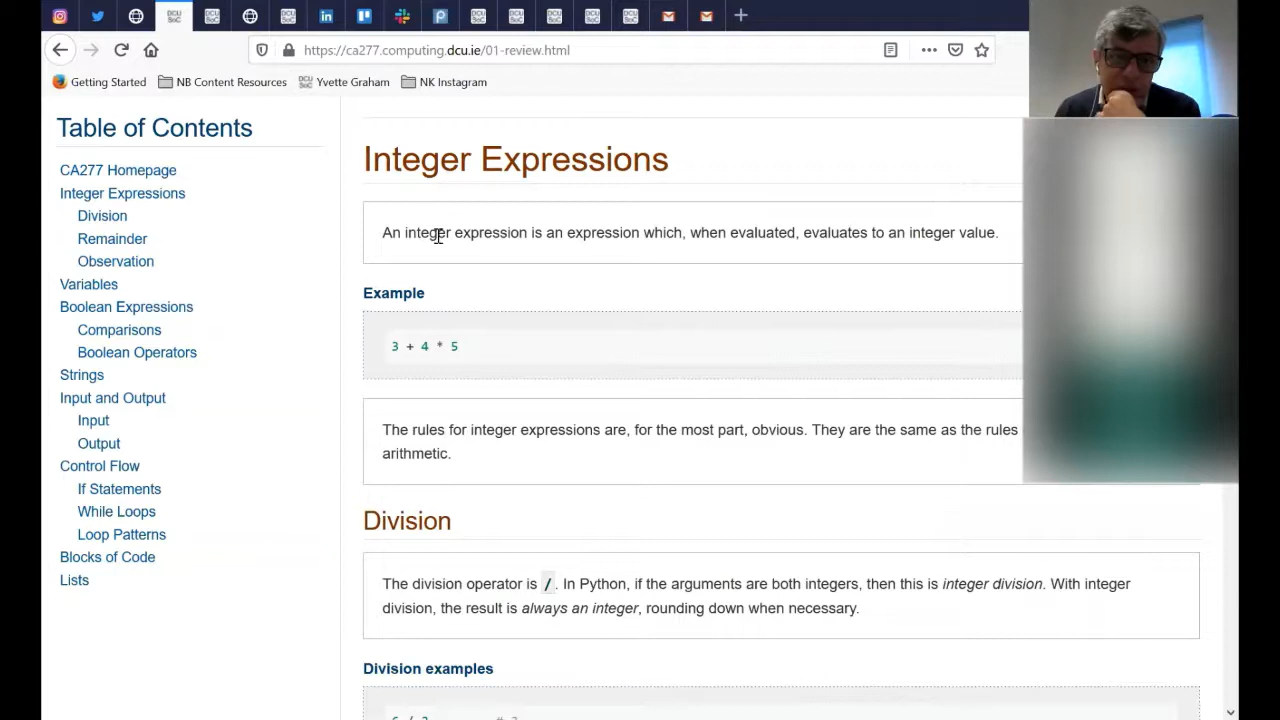 https://ca277.computing.dcu.ie/01-review.html
Getting Started
NB Content Resources
DCU SoC Yvette Graham
NK Instagram
Table of Contents
CA277 Homepage
Integer Expressions
Division
Remainder
Observation
Variables
Boolean Expressions
Comparisons
Boolean Operators
Strings
Input and Output
Input
Output
Control Flow
If Statements
While Loops
Loop Patterns
Blocks of Code
Lists
Integer Expressions
An integer expression is an expression which, when evaluated, evaluates to an integer value.
Example
3 + 4 * 5
The rules for integer expressions are, for the most part, obvious. They are the same as the rules
arithmetic.
Division
The division operator is /. In Python, if the arguments are both integers, then this is integer division. With integer
division, the result is always an integer, rounding down when necessary.
Division examples